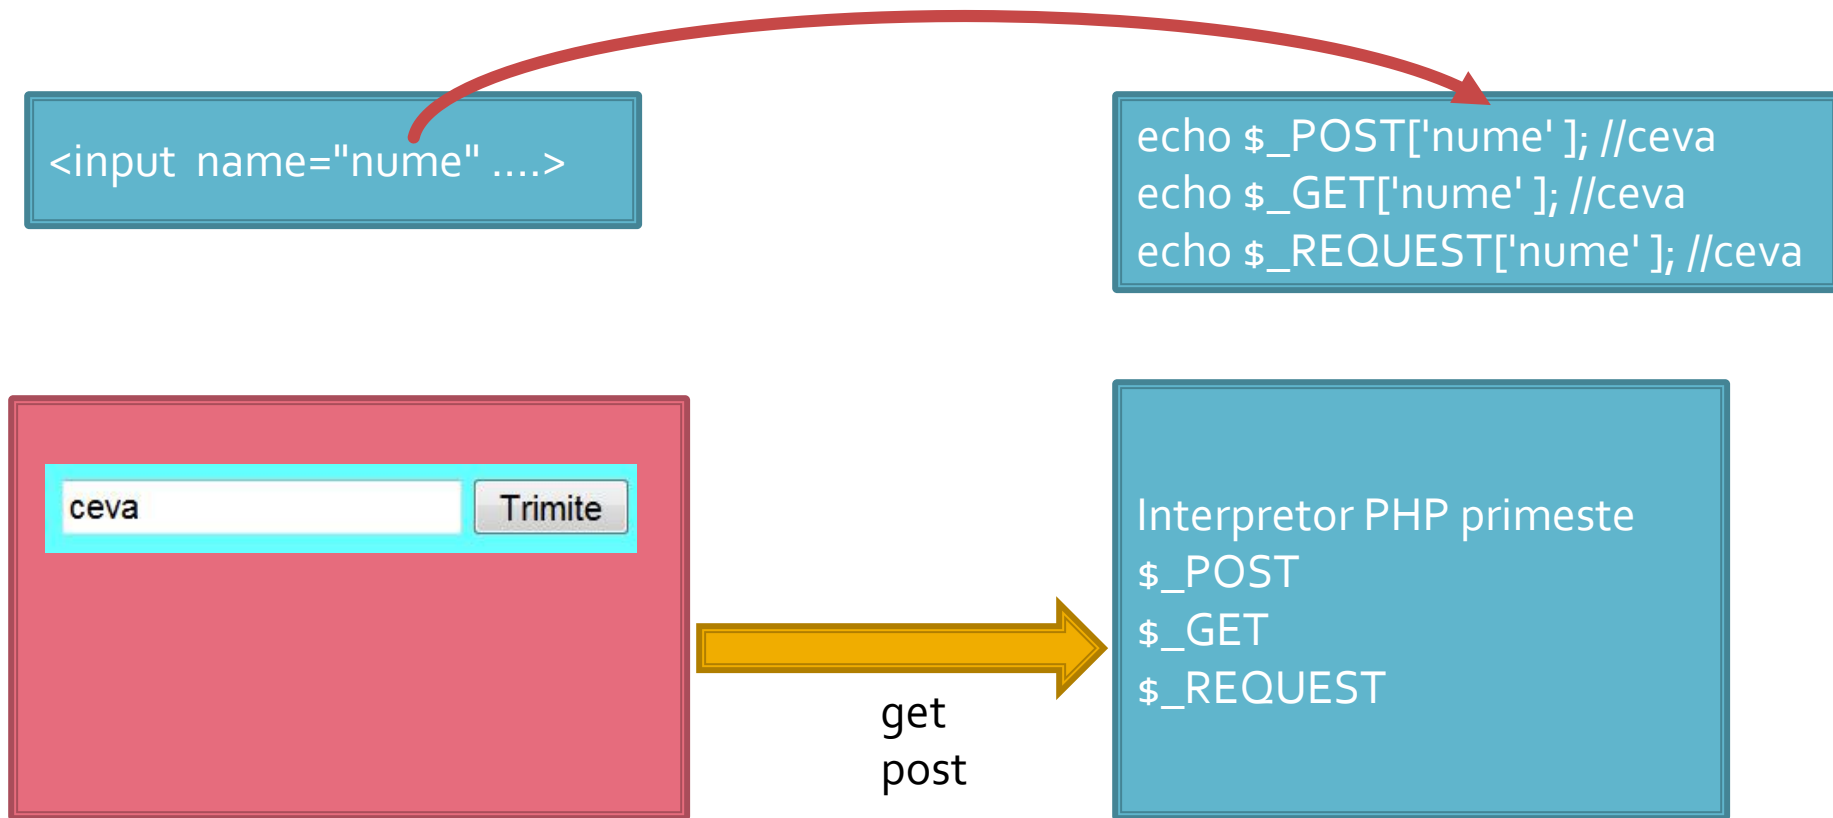 <input name="nume" ....>
echo $_POST['nume' ]; //ceva
echo $_GET['nume' ]; //ceva
echo $_REQUEST['nume' ]; //ceva
ceva
Trimite
get
post
Interpretor PHP primeste
$_POST
$_GET
$_REQUEST